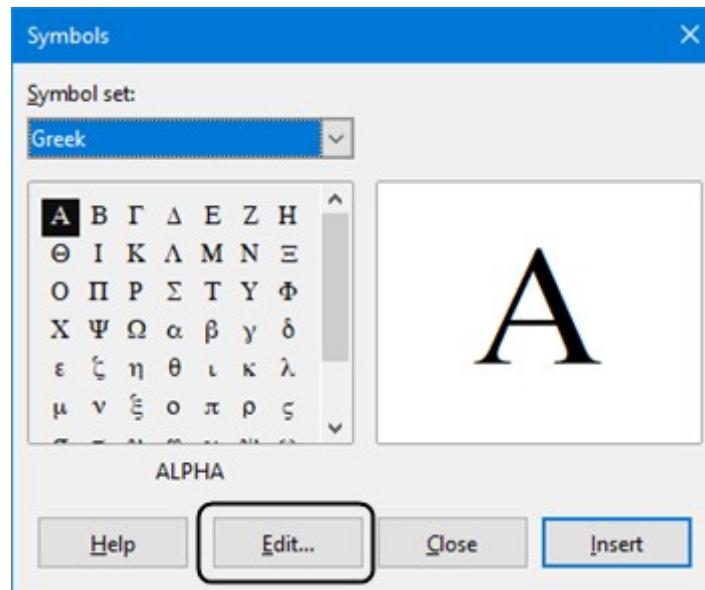 Symbols
Symbol set:
Greek
Α Β Γ Δ Ε Ζ Η
Θ Ι Κ Λ Μ Ν Ξ
Ο Π Ρ Σ Τ Υ Φ
Χ Ψ Ω α β γ δ
ε ζ η θ ι κ λ
μ ν ξ ο π ρ ς
Α
ALPHA
Help Edit... Close Insert